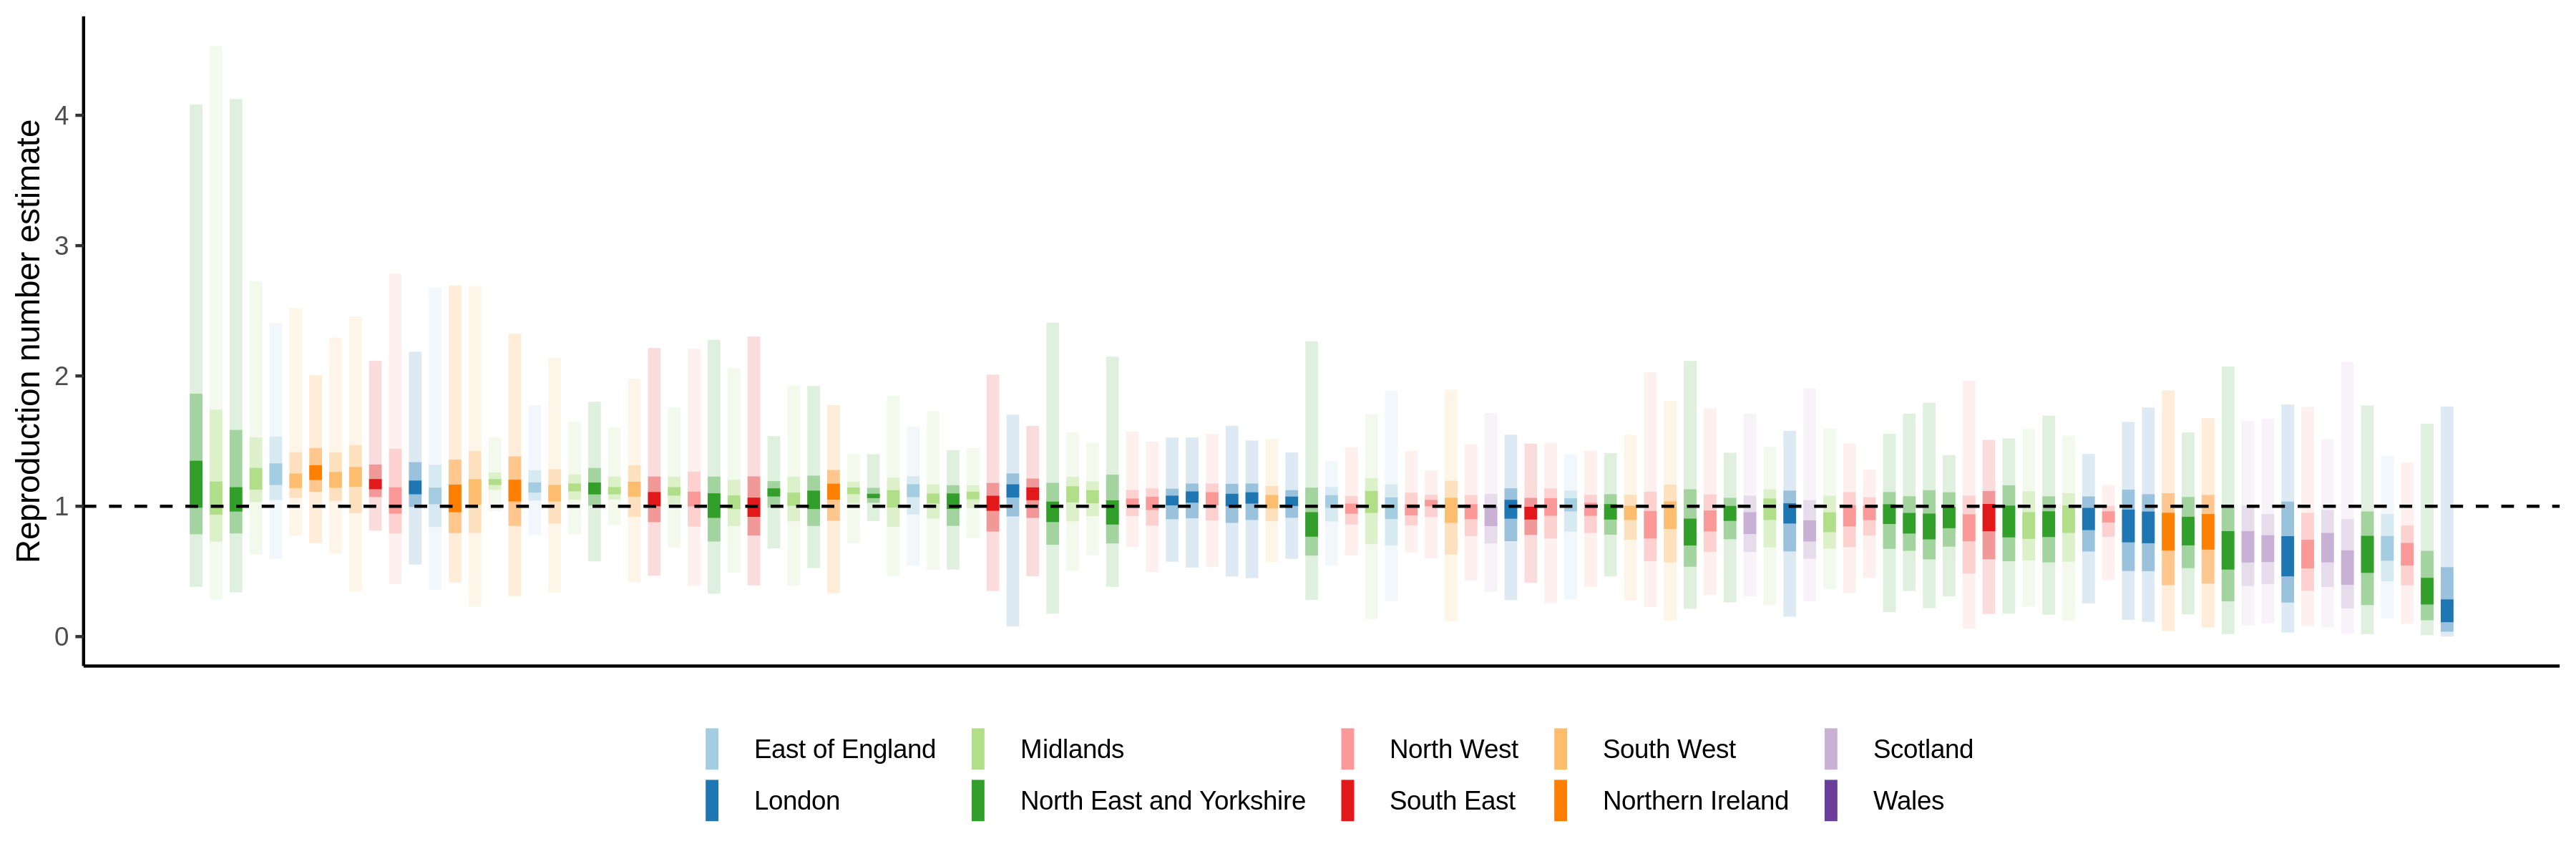 Reproduction number estimate
4
3
2
1
0
East of England
Midlands
North West
South West
Scotland
London
North East and Yorkshire
South East
Northern Ireland
Wales